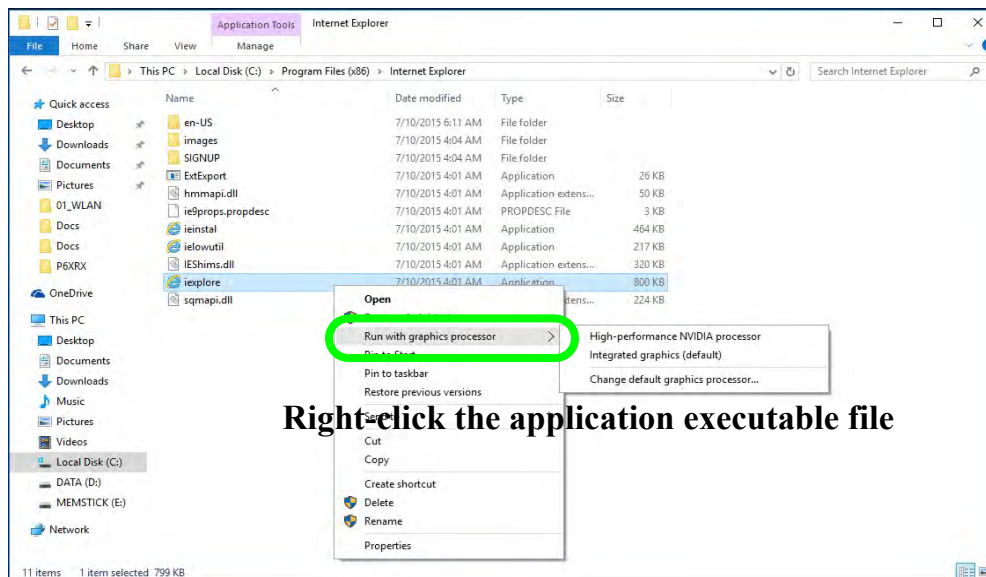 Application Tools
Internet Explorer
File Home Share View Manage
This PC > Local Disk (C:) > Program Files (x86) > Internet Explorer
Search Internet Explorer
Name Date modified Type Size
Quick access
Desktop
Downloads
Documents
Pictures
01_WLAN
Docs
Docs
P6XRX
OneDrive
This PC
Desktop
Documents
Downloads
Music
Pictures
Videos
Local Disk (C:)
DATA (D:)
MEMSTICK (E:)
Network
en-US 7/10/2015 6:11 AM File folder
images 7/10/2015 4:04 AM File folder
SIGNUP 7/10/2015 4:04 AM File folder
ExtExport 7/10/2015 4:01 AM Application 26 KB
hmmapi.dll 7/10/2015 4:01 AM Application extens... 50 KB
ie9props.propdesc 7/10/2015 4:01 AM PROPDESC File 3 KB
ieinstal 7/10/2015 4:01 AM Application 464 KB
ielowutil 7/10/2015 4:01 AM Application 217 KB
IEShims.dll 7/10/2015 4:01 AM Application extens... 320 KB
iexplore 7/10/2015 4:01 AM Application 800 KB
sqmapi.dll tens... 224 KB
Open
Run with graphics processor >
Pin to Start
Pin to taskbar
Restore previous versions
Cut
Copy
Create shortcut
Delete
Rename
Properties
High-performance NVIDIA processor
Integrated graphics (default)
Change default graphics processor...
Right-click the application executable file
11 items 1 item selected 799 KB